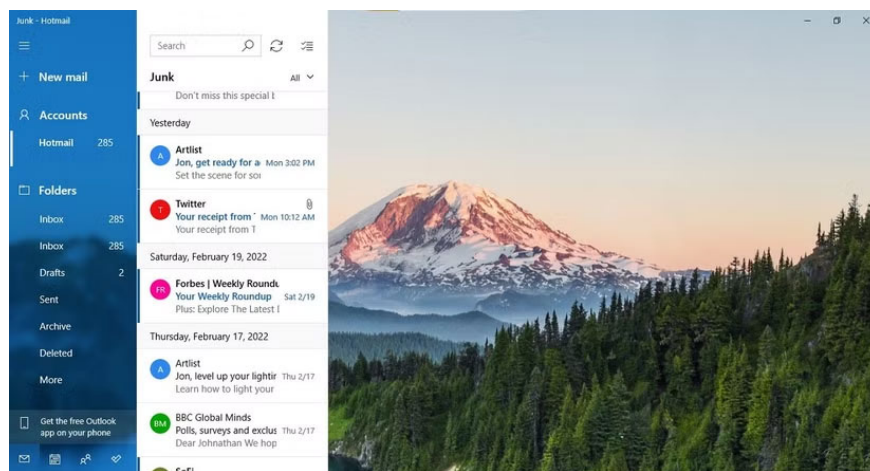 Junk - Hotmail
New mail
Accounts
Hotmail 285
Folders
Inbox 285
Inbox 285
Drafts 2
Sent
Archive
Deleted
More
Get the free Outlook
app on your phone
Search
Junk All
Don't miss this special
Yesterday
A
Artlist
Jon, get ready for a Mon 3:02 PM
Set the scene for
T
Twitter
Your receipt from Mon 10:12 AM
Your receipt from
Saturday, February 19, 2022
FR
Forbes | Weekly
Your Weekly Roundup Sat 2/19
Plus: Explore The Latest
Thursday, February 17, 2022
A
Artlist
Jon, level up your Thu 2/17
Learn how to light your
BM
BBC Global Minds
Polls, surveys and Thu 2/17
Dear Johnathan We hop